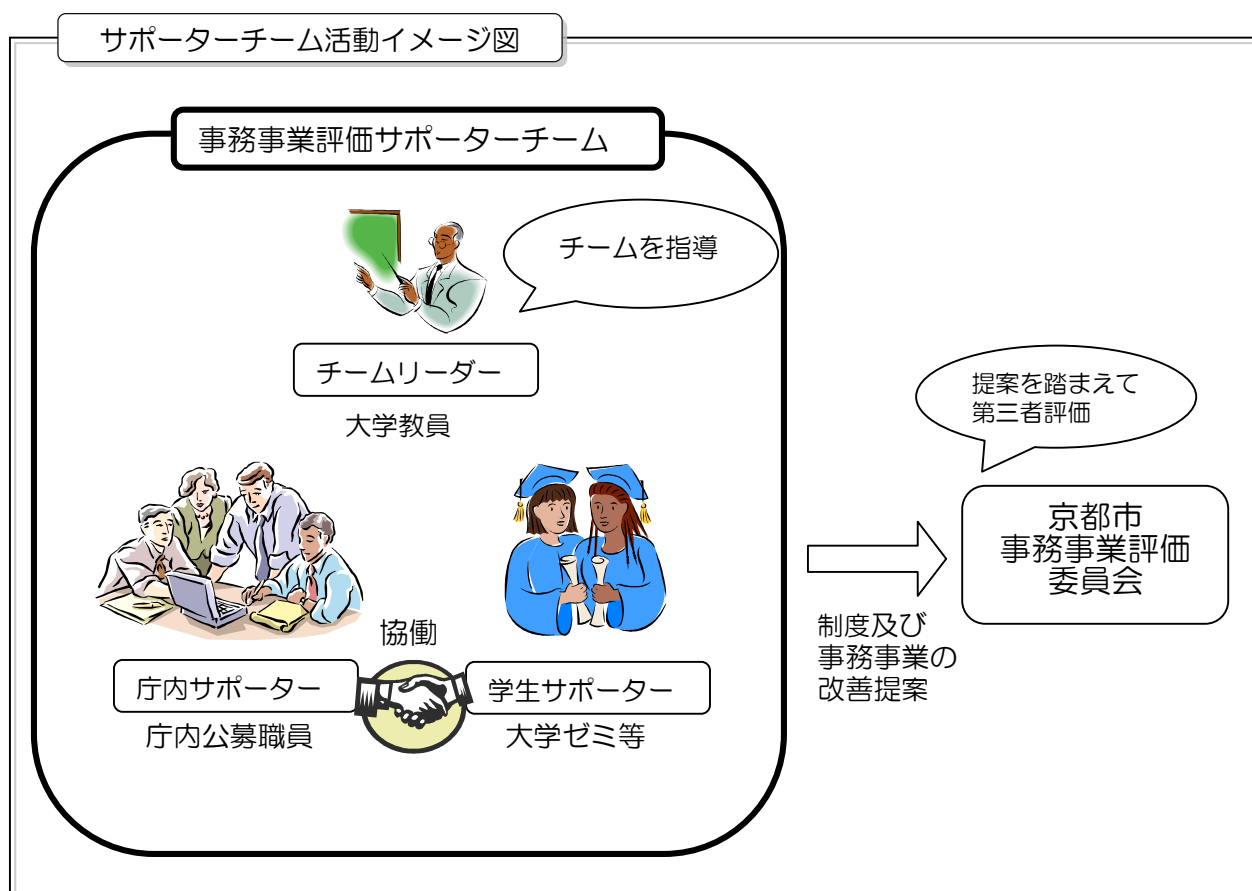 サポーターチーム活動イメージ図
事務事業評価サポーターチーム
チームを指導
チームリーダー
大学教員
協働
庁内サポーター
庁内公募職員
学生サポーター
大学ゼミ等
制度及び
事務事業の
改善提案
提案を踏まえて
第三者評価
京都市
事務事業評価
委員会